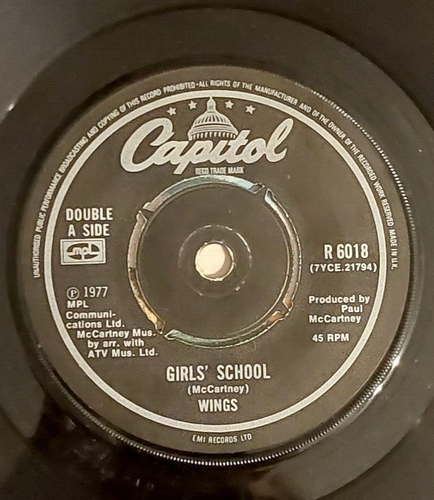 UNAUTHORISED PUBLIC PERFORMANCE BROADCASTING AND COPYING OF THIS RECORD PROHIBITED·ALL RIGHTS OF THE MANUFACTURER AND OF THE OWNER OF THE RECORDED WORK RESERVED MADE IN U.K.
Capitol
REGD TRADE MARK
DOUBLE
A SIDE
mpl
R 6018
(7YCE.21794)
℗ 1977
MPL
Communi-
cations Ltd.
McCartney Mus.
by arr. with
ATV Mus. Ltd.
Produced by
Paul
McCartney
45 RPM
GIRLS' SCHOOL
(McCartney)
WINGS
EMI RECORDS LTD